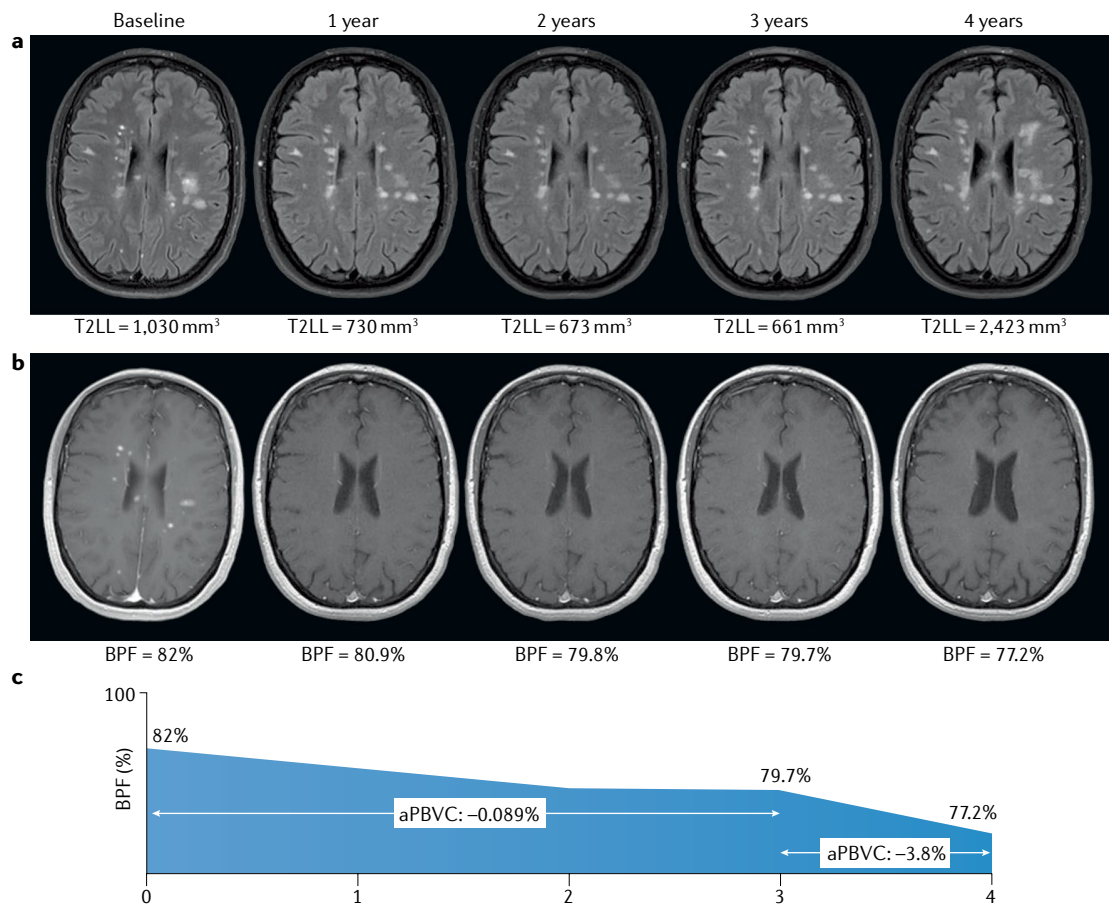 Baseline 1 year 2 years 3 years 4 years
a
T2LL = 1,030 mm³ T2LL = 730 mm³ T2LL = 673 mm³ T2LL = 661 mm³ T2LL = 2,423 mm³
b
BPF = 82% BPF = 80.9% BPF = 79.8% BPF = 79.7% BPF = 77.2%
c
100
82%
BPF (%)
79.7%
77.2%
aPBVC: –0.089%
aPBVC: –3.8%
0 1 2 3 4